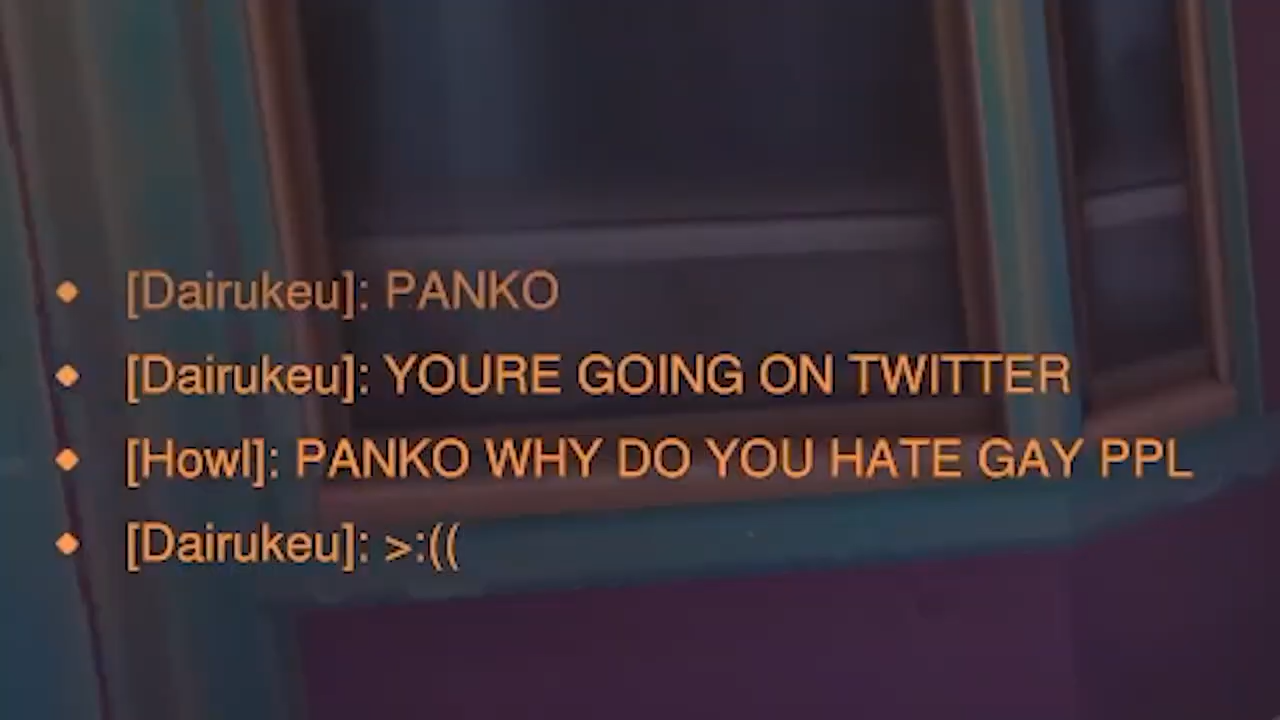 [Dairukeu]: PANKO
[Dairukeu]: YOURE GOING ON TWITTER
[Howl]: PANKO WHY DO YOU HATE GAY PPL
[Dairukeu]: >:((